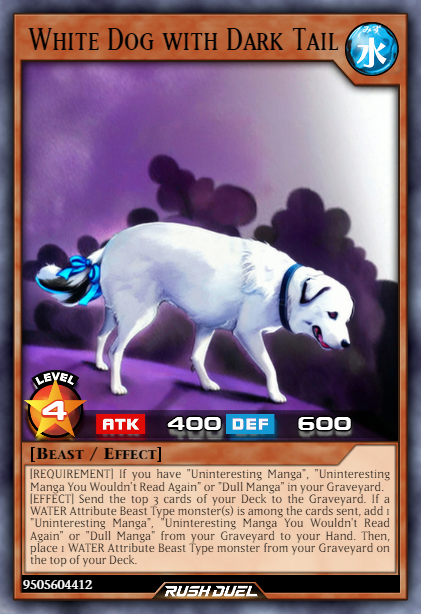 White Dog with Dark Tail
みず
水
LEVEL
4
ATK 400 DEF 600
[Beast / Effect]
[REQUIREMENT] If you have "Uninteresting Manga", "Uninteresting
Manga You Wouldn't Read Again" or "Dull Manga" in your Graveyard.
[EFFECT] Send the top 3 cards of your Deck to the Graveyard. If a
WATER Attribute Beast Type monster(s) is among the cards sent, add 1
"Uninteresting Manga", "Uninteresting Manga You Wouldn't Read
Again" or "Dull Manga" from your Graveyard to your Hand. Then,
place 1 WATER Attribute Beast Type monster from your Graveyard on
the top of your Deck.
9505604412
RUSH DUEL